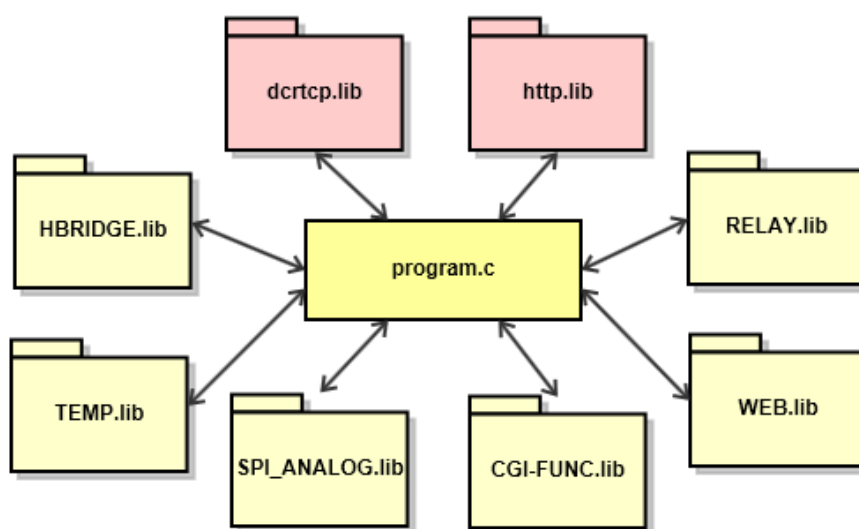 dcrtcp.lib
http.lib
HBRIDGE.lib
RELAY.lib
program.c
TEMP.lib
WEB.lib
SPI_ANALOG.lib
CGI-FUNC.lib